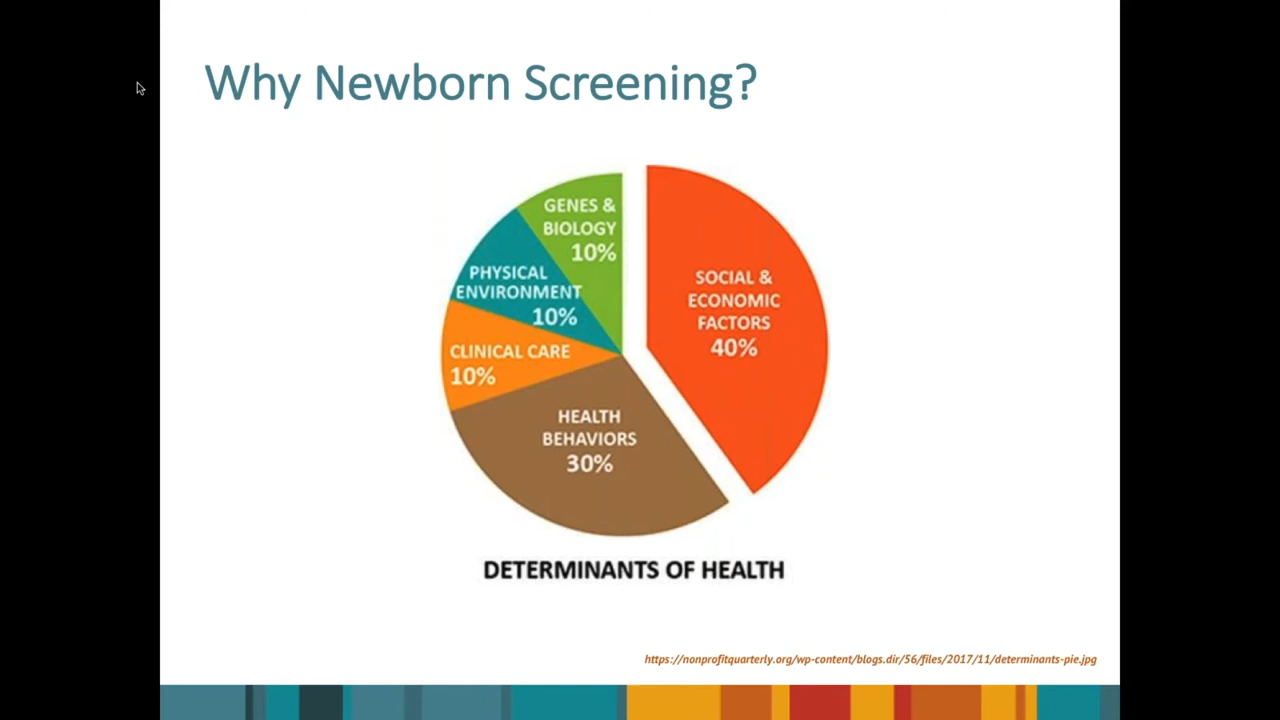 Why Newborn Screening?
GENES &
BIOLOGY
10%
PHYSICAL
ENVIRONMENT
10%
CLINICAL CARE
10%
HEALTH
BEHAVIORS
30%
SOCIAL &
ECONOMIC
FACTORS
40%
DETERMINANTS OF HEALTH
https://nonprofitquarterly.org/wp-content/blogs.dir/56/files/2017/11/determinants-pie.jpg